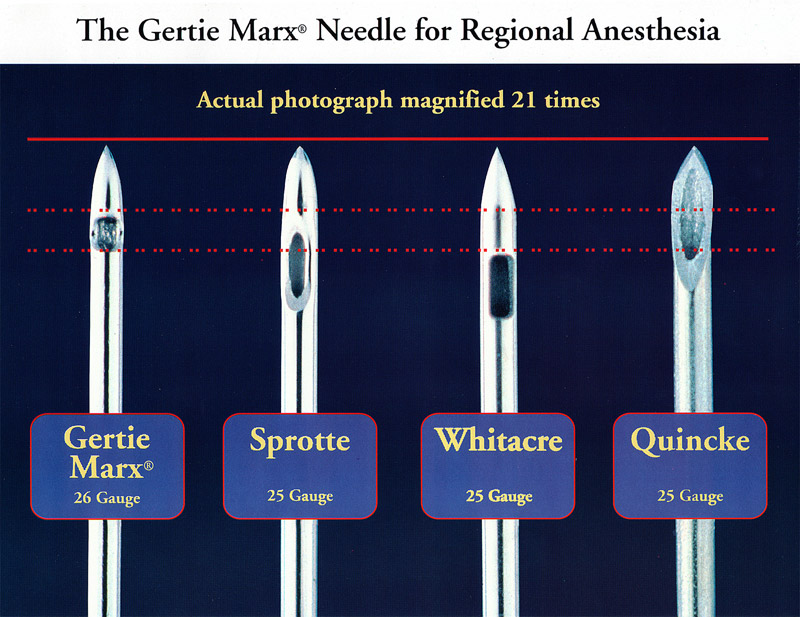 The Gertie Marx® Needle for Regional Anesthesia
Actual photograph magnified 21 times
Gertie
Marx®
26 Gauge
Sprotte
25 Gauge
Whitacre
25 Gauge
Quincke
25 Gauge